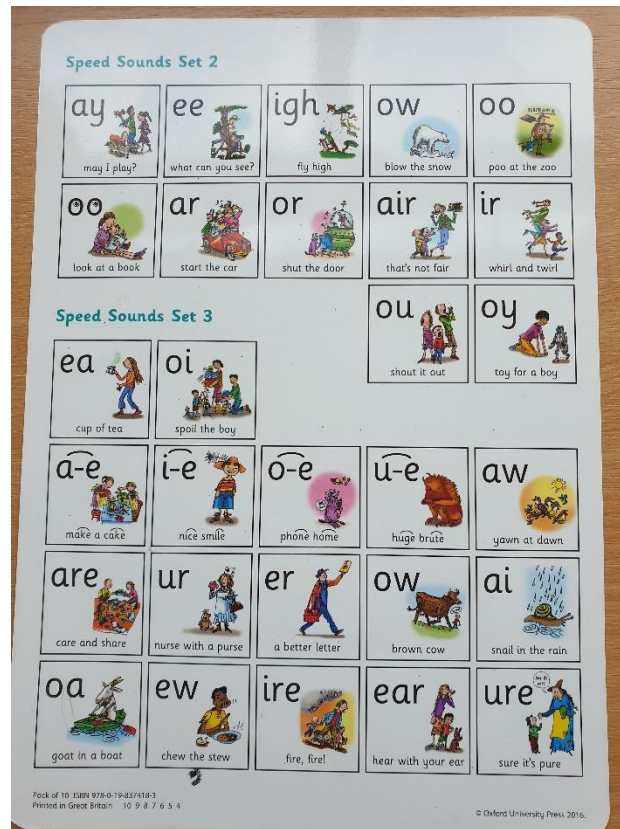 Speed Sounds Set 2
ay ee igh ow oo
may I play? what can you see? fly high blow the snow poo at the zoo
oo ar or air ir
look at a book start the car shut the door that's not fair whirl and twirl
ou oy
shout it out toy for a boy
Speed Sounds Set 3
ea oi
cup of tea spoil the boy
a-e i-e o-e u-e aw
make a cake nice smile phone home huge brute yawn at dawn
are ur er ow ai
care and share nurse with a purse a better letter brown cow snail in the rain
oa ew ire ear ure
goat in a boat chew the stew fire, fire! hear with your ear sure it's pure
Pack of 10 ISBN 978-0-19-837418-3
Printed in Great Britain 10 9 8 7 6 5 4
© Oxford University Press 2016.